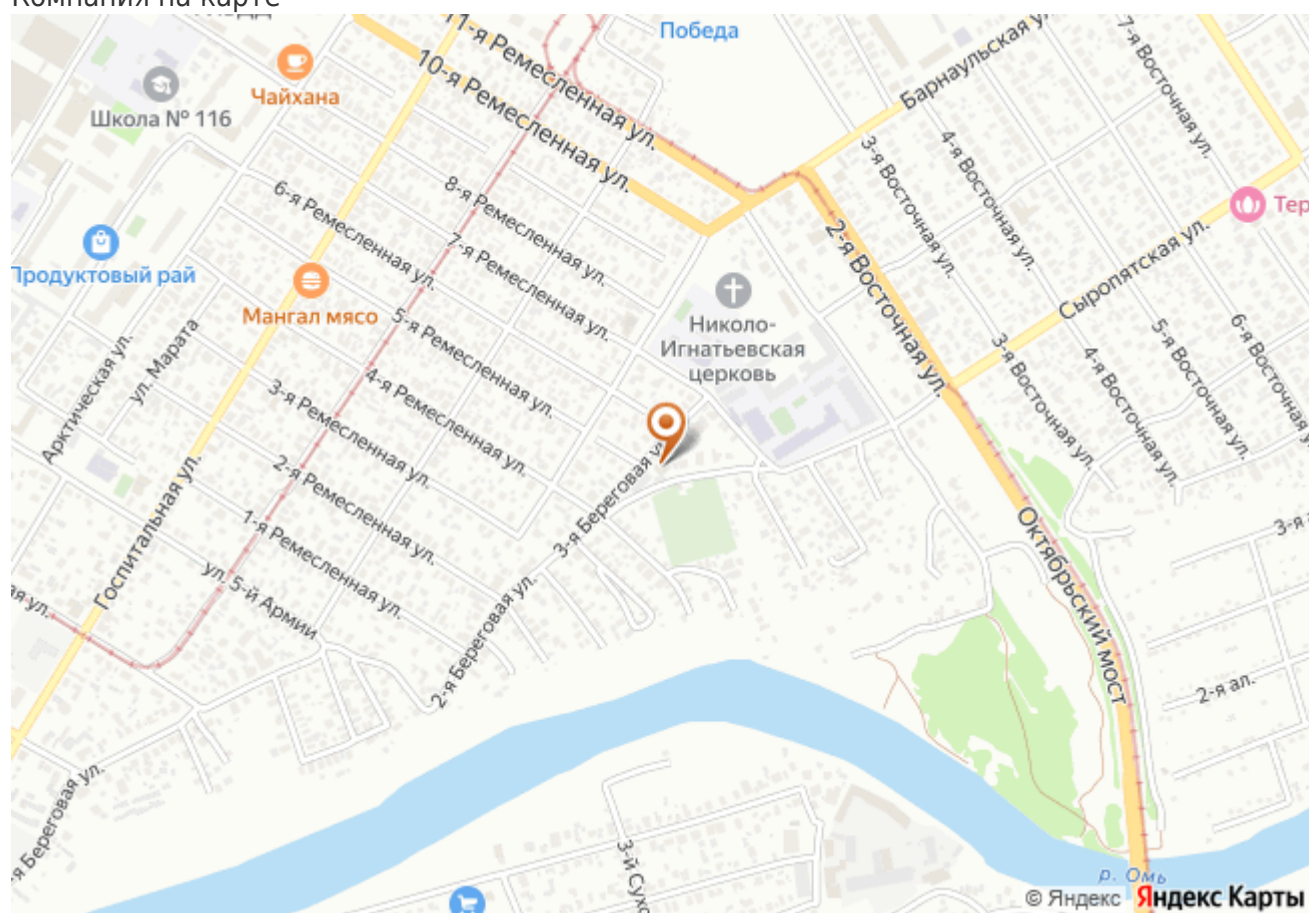 Компания на карте
Победа
Чайхана
Школа № 116
11-я Ремесленная ул.
10-я Ремесленная ул.
Барнаульская ул.
7-я Восточная ул.
3-я Восточная ул.
4-я Восточная ул.
6-я Ремесленная ул.
8-я Ремесленная ул.
7-я Ремесленная ул.
2-я Восточная ул.
Сыропятская ул.
Продуктовый рай
Мангал мясо
Николо-
Игнатьевская
церковь
5-я Ремесленная ул.
4-я Ремесленная ул.
3-я Ремесленная ул.
2-я Ремесленная ул.
1-я Ремесленная ул.
ул. Марата
Арктическая ул.
3-я Восточная ул.
4-я Восточная ул.
5-я Восточная ул.
6-я Восточная ул.
Госпитальная ул.
ул. 5-й Армии
3-я Береговая ул.
3-я Береговая ул.
2-я Береговая ул.
Октябрьский мост
2-я ал.
р. Омь
© Яндекс Яндекс Карты